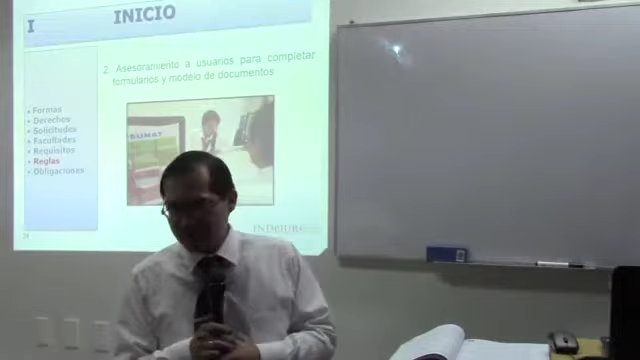 I
INICIO
2. Asesoramiento a usuarios para completar
formularios y modelo de documentos
• Formas
• Derechos
• Solicitudes
• Facultades
• Requisitos
• Reglas
• Obligaciones
SUNAT
INDEJURE